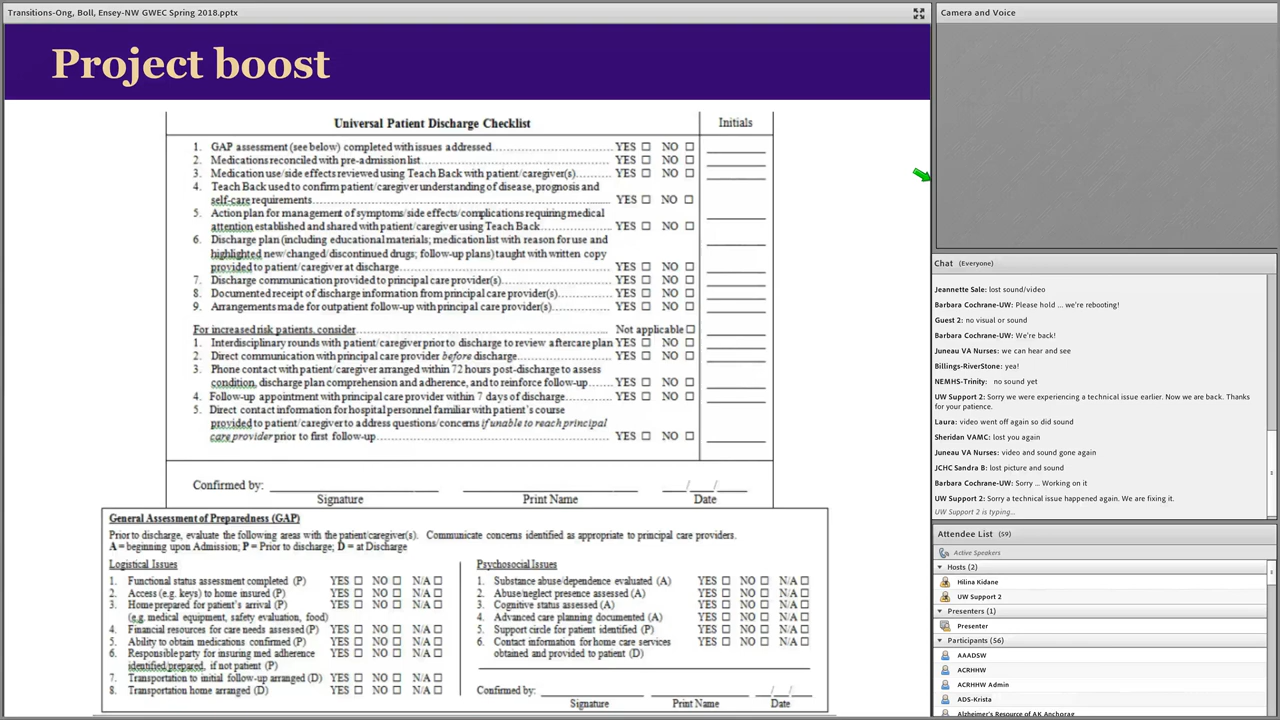 Transitions-Ong, Boll, Ensey-NW GWEC Spring 2018.pptx
Project boost
Universal Patient Discharge Checklist
Initials
1. GAP assessment (see below) completed with issues addressed YES ☐ NO ☐
2. Medications reconciled with pre-admission list YES ☐ NO ☐
3. Medication use/side effects reviewed using Teach Back with patient/caregiver(s) YES ☐ NO ☐
4. Teach Back used to confirm patient/caregiver understanding of disease, prognosis and
self-care requirements YES ☐ NO ☐
5. Action plan for management of symptoms/side effects/complications requiring medical
attention established and shared with patient/caregiver using Teach Back YES ☐ NO ☐
6. Discharge plan (including educational materials; medication list with reason for use and
highlighted new/changed/discontinued drugs; follow-up plans) taught with written copy
provided to patient/caregiver at discharge YES ☐ NO ☐
7. Discharge communication provided to principal care provider(s) YES ☐ NO ☐
8. Documented receipt of discharge information from principal care provider(s) YES ☐ NO ☐
9. Arrangements made for outpatient follow-up with principal care provider(s) YES ☐ NO ☐
For increased risk patients, consider Not applicable ☐
1. Interdisciplinary rounds with patient/caregiver prior to discharge to review aftercare plan YES ☐ NO ☐
2. Direct communication with principal care provider before discharge YES ☐ NO ☐
3. Phone contact with patient/caregiver arranged within 72 hours post-discharge to assess
condition, discharge plan comprehension and adherence, and to reinforce follow-up YES ☐ NO ☐
4. Follow-up appointment with principal care provider within 7 days of discharge YES ☐ NO ☐
5. Direct contact information for hospital personnel familiar with patient's course
provided to patient/caregiver to address questions/concerns if unable to reach principal
care provider prior to first follow-up YES ☐ NO ☐
Confirmed by:
Signature Print Name Date
General Assessment of Preparedness (GAP)
Prior to discharge, evaluate the following areas with the patient/caregiver(s). Communicate concerns identified as appropriate to principal care providers.
A = beginning upon Admission; P = Prior to discharge; D = at Discharge
Logistical Issues
1. Functional status assessment completed (P) YES ☐ NO ☐ N/A ☐
2. Access (e.g. keys) to home insured (P) YES ☐ NO ☐ N/A ☐
3. Home prepared for patient's arrival (P) YES ☐ NO ☐ N/A ☐
(e.g. medical equipment, safety evaluation, food)
4. Financial resources for care needs assessed (P) YES ☐ NO ☐ N/A ☐
5. Ability to obtain medications confirmed (P) YES ☐ NO ☐ N/A ☐
6. Responsible party for insuring med adherence YES ☐ NO ☐ N/A ☐
identified/prepared, if not patient (P)
7. Transportation to initial follow-up arranged (D) YES ☐ NO ☐ N/A ☐
8. Transportation home arranged (D) YES ☐ NO ☐ N/A ☐
Psychosocial Issues
1. Substance abuse/dependence evaluated (A) YES ☐ NO ☐ N/A ☐
2. Abuse/neglect presence assessed (A) YES ☐ NO ☐ N/A ☐
3. Cognitive status assessed (A) YES ☐ NO ☐ N/A ☐
4. Advanced care planning documented (A) YES ☐ NO ☐ N/A ☐
5. Support circle for patient identified (P) YES ☐ NO ☐ N/A ☐
6. Contact information for home care services YES ☐ NO ☐ N/A ☐
obtained and provided to patient (D)
Confirmed by:
Signature Print Name Date
Camera and Voice
Chat (Everyone)
Jeannette Sale: lost sound/video
Barbara Cochrane-UW: Please hold ... we're rebooting!
Guest 2: no visual or sound
Barbara Cochrane-UW: We're back!
Juneau VA Nurses: we can hear and see
Billings-RiverStone: yea!
NEMHS-Trinity: no sound yet
UW Support 2: Sorry we were experiencing a technical issue earlier. Now we are back. Thanks
for your patience.
Laura: video went off again so did sound
Sheridan VAMC: lost you again
Juneau VA Nurses: video and sound gone again
JCHC Sandra B: lost picture and sound
Barbara Cochrane-UW: Sorry .. Working on it
UW Support 2: Sorry a technical issue happened again. We are fixing it.
UW Support 2 is typing...
Attendee List (59)
Active Speakers
Hosts (2)
Hilina Kidane
UW Support 2
Presenters (1)
Presenter
Participants (56)
AAADSW
ACRHHW
ACRHHW Admin
ADS-Krista
Alzheimer's Resource of AK Anchorag